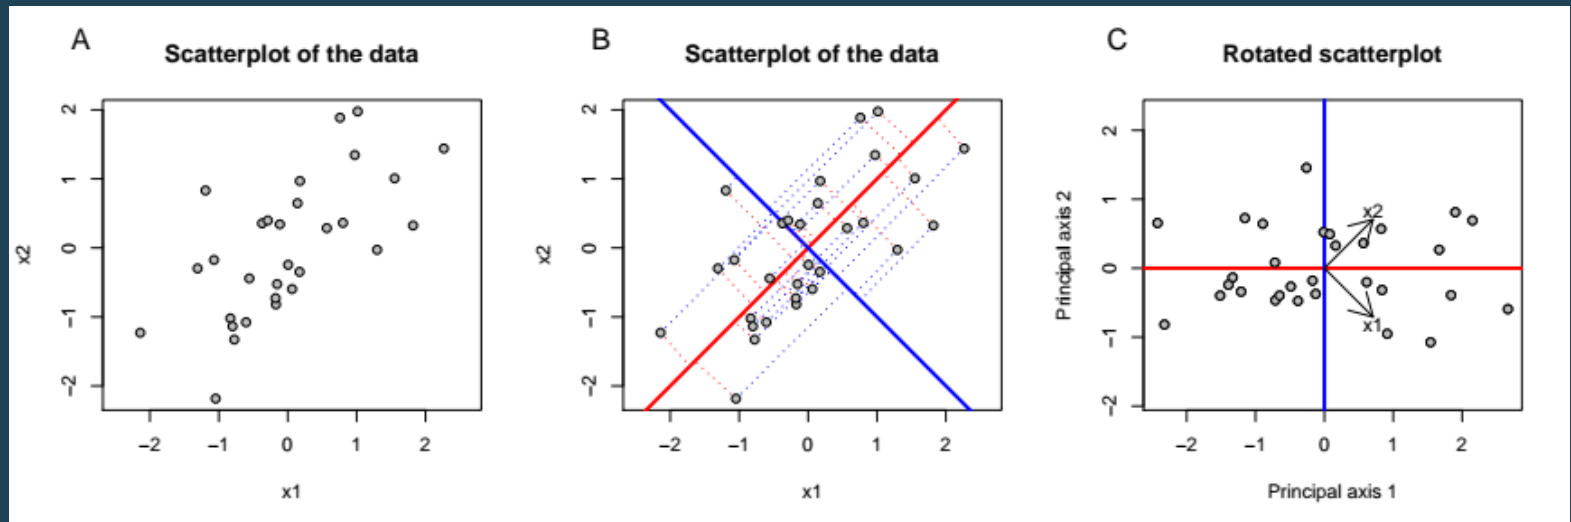 A
Scatterplot of the data
x2
2
1
0
−1
−2
−2 −1 0 1 2
x1
B
Scatterplot of the data
x2
2
1
0
−1
−2
−2 −1 0 1 2
x1
C
Rotated scatterplot
Principal axis 2
2
1
0
−1
−2
x2
x1
−2 −1 0 1 2
Principal axis 1